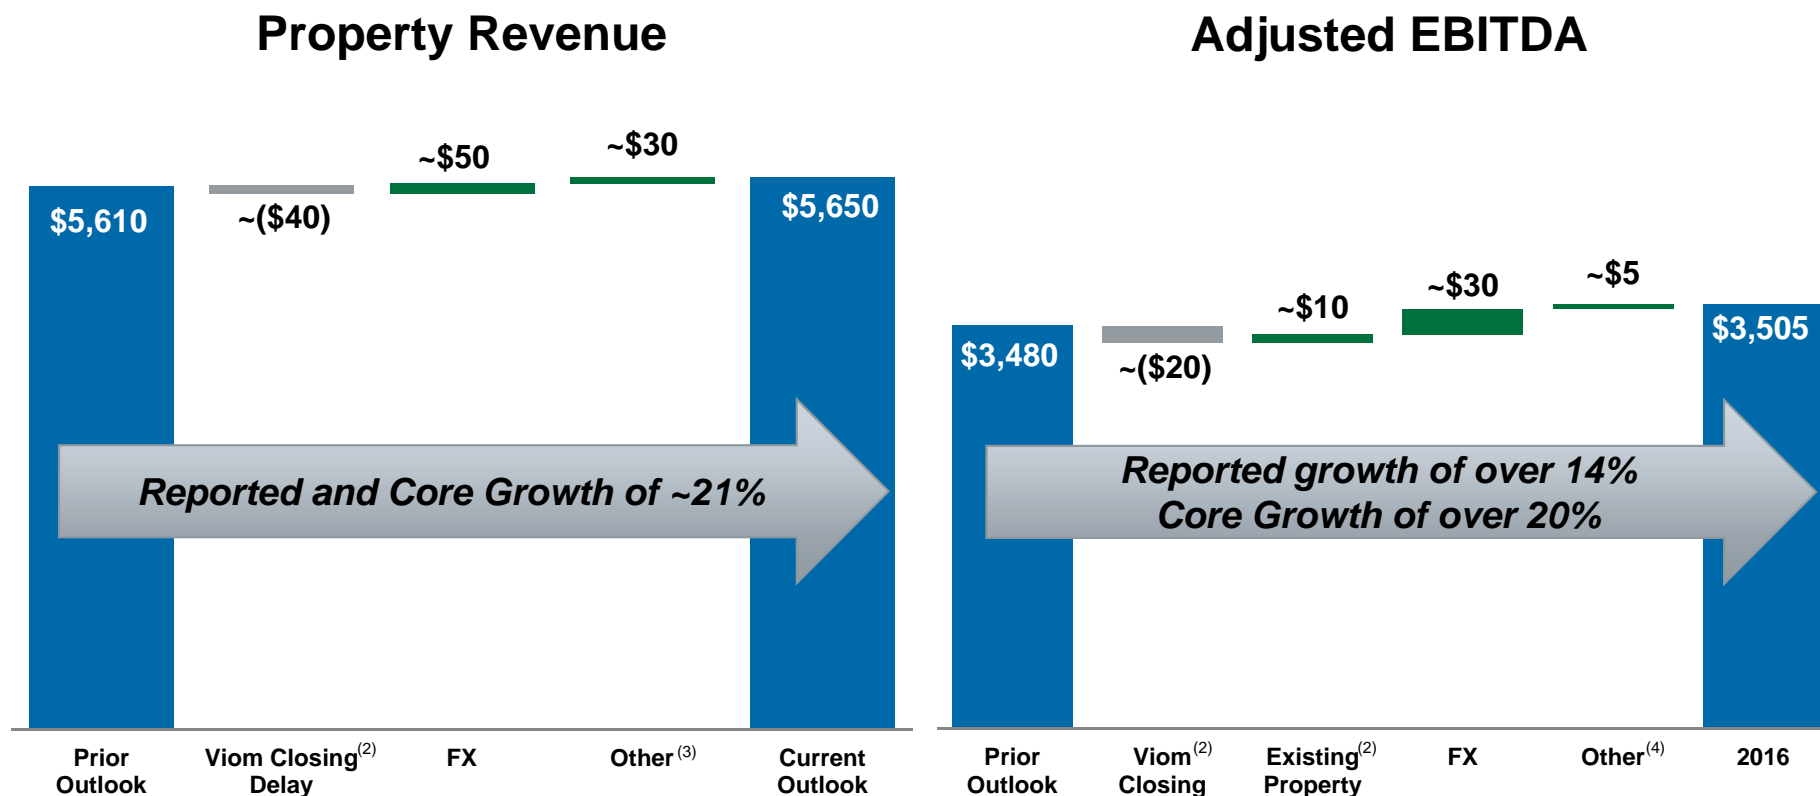 Property Revenue
~$50
~$30
$5,610
~($40)
$5,650
Reported and Core Growth of ~21%
Prior
Outlook
Viom Closing(2)
Delay
FX
Other (3)
Current
Outlook
Adjusted EBITDA
~$10
~$30
~$5
$3,480
~($20)
$3,505
Reported growth of over 14%
Core Growth of over 20%
Prior
Outlook
Viom(2)
Closing
Existing(2)
Property
FX
Other(4)
2016